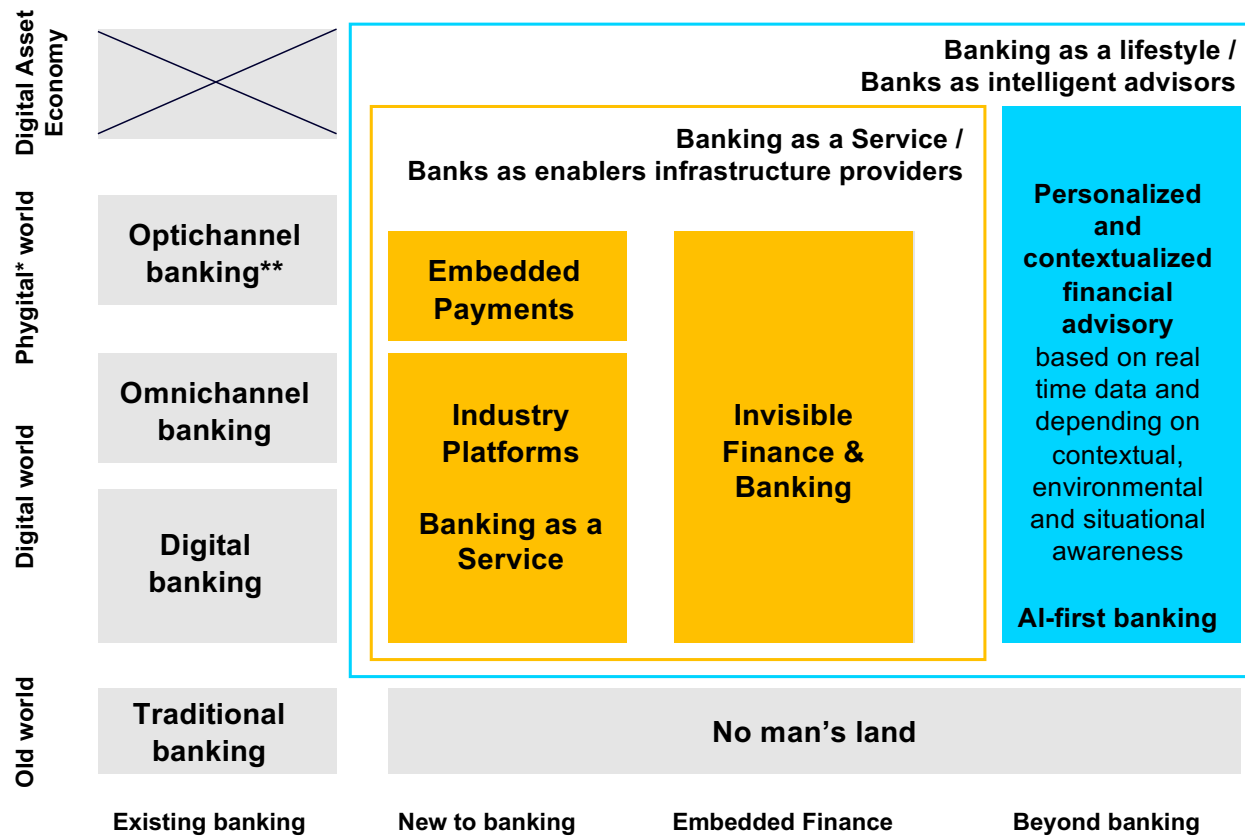 Digital Asset
Economy
Banking as a lifestyle /
Banks as intelligent advisors
Banking as a Service /
Banks as enablers infrastructure providers
Phygital* world
Optichannel
banking**
Embedded
Payments
Personalized
and
contextualized
financial
advisory
based on real
time data and
depending on
contextual,
environmental
and situational
awareness
AI-first banking
Digital world
Omnichannel
banking
Industry
Platforms
Banking as a
Service
Invisible
Finance &
Banking
Digital
banking
Old world
Traditional
banking
No man’s land
Existing banking
New to banking
Embedded Finance
Beyond banking